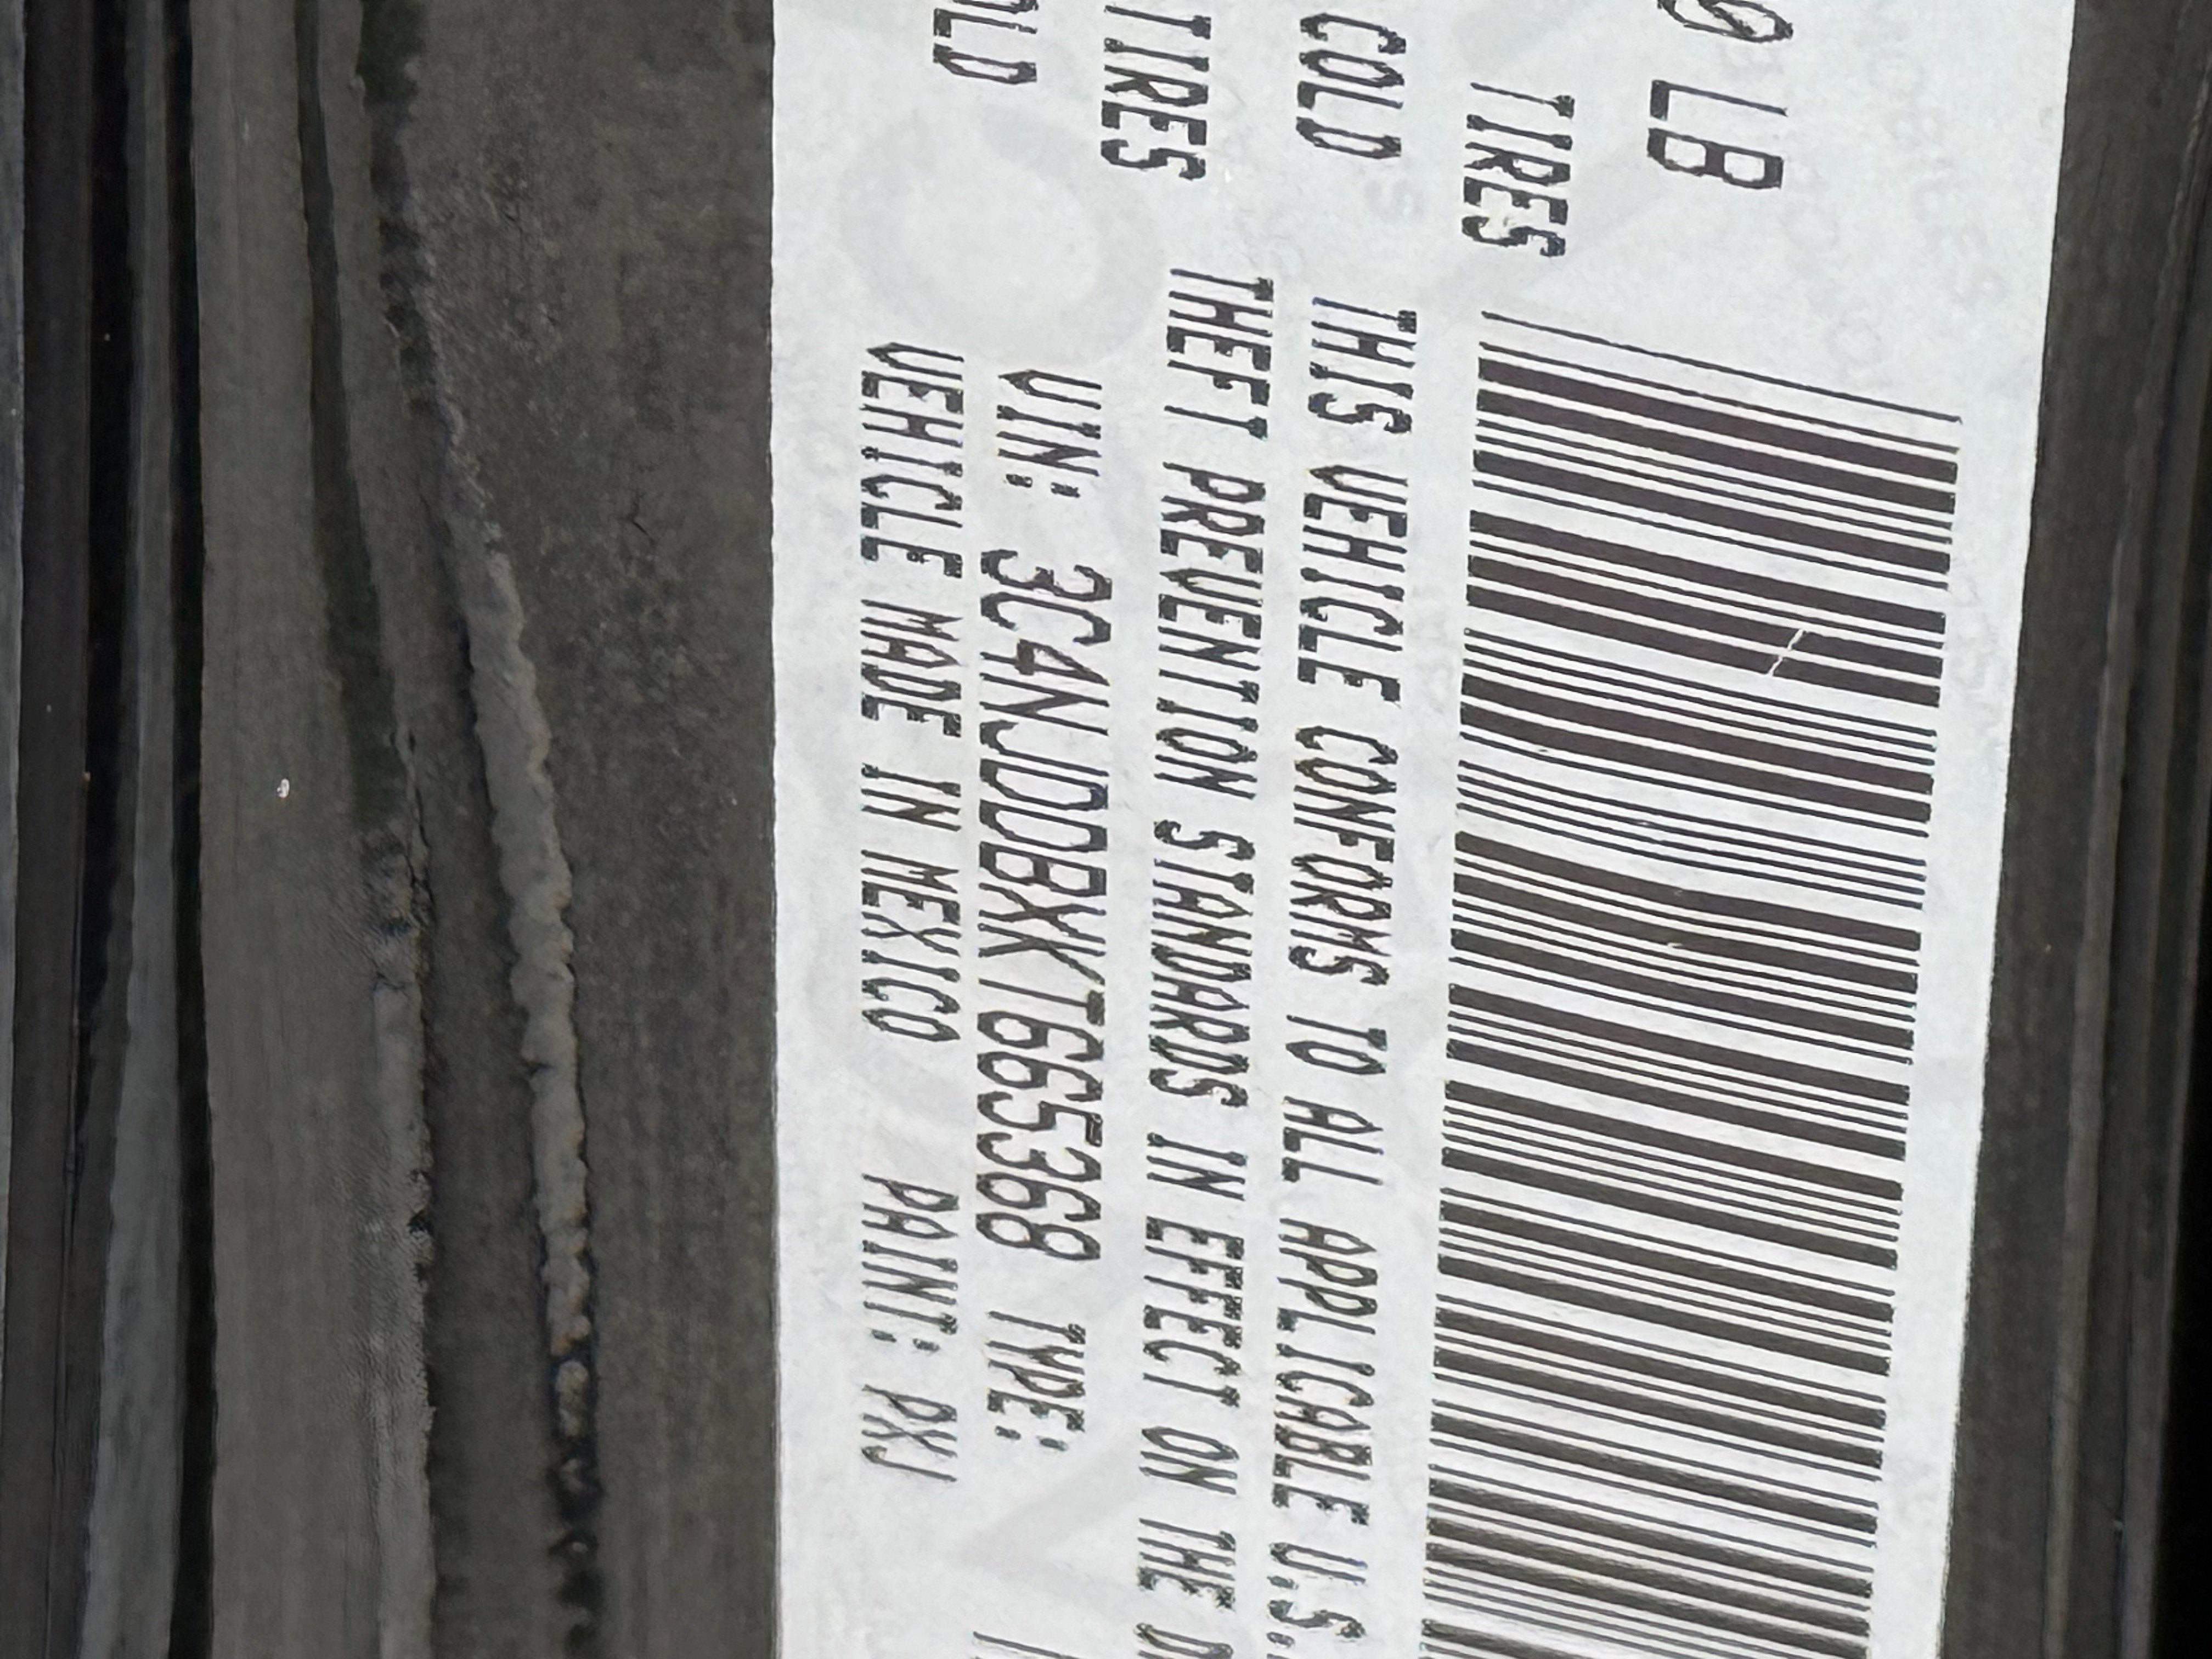 LB
TIRES
COLD
TIRES
OLD
THIS VEHICLE CONFORMS TO ALL APPLICABLE U.S.
THEFT PREVENTION STANDARDS IN EFFECT ON THE D
VIN: 3C4NJDDBXKT665368 TYPE:
VEHICLE MADE IN MEXICO PAINT: PXJ